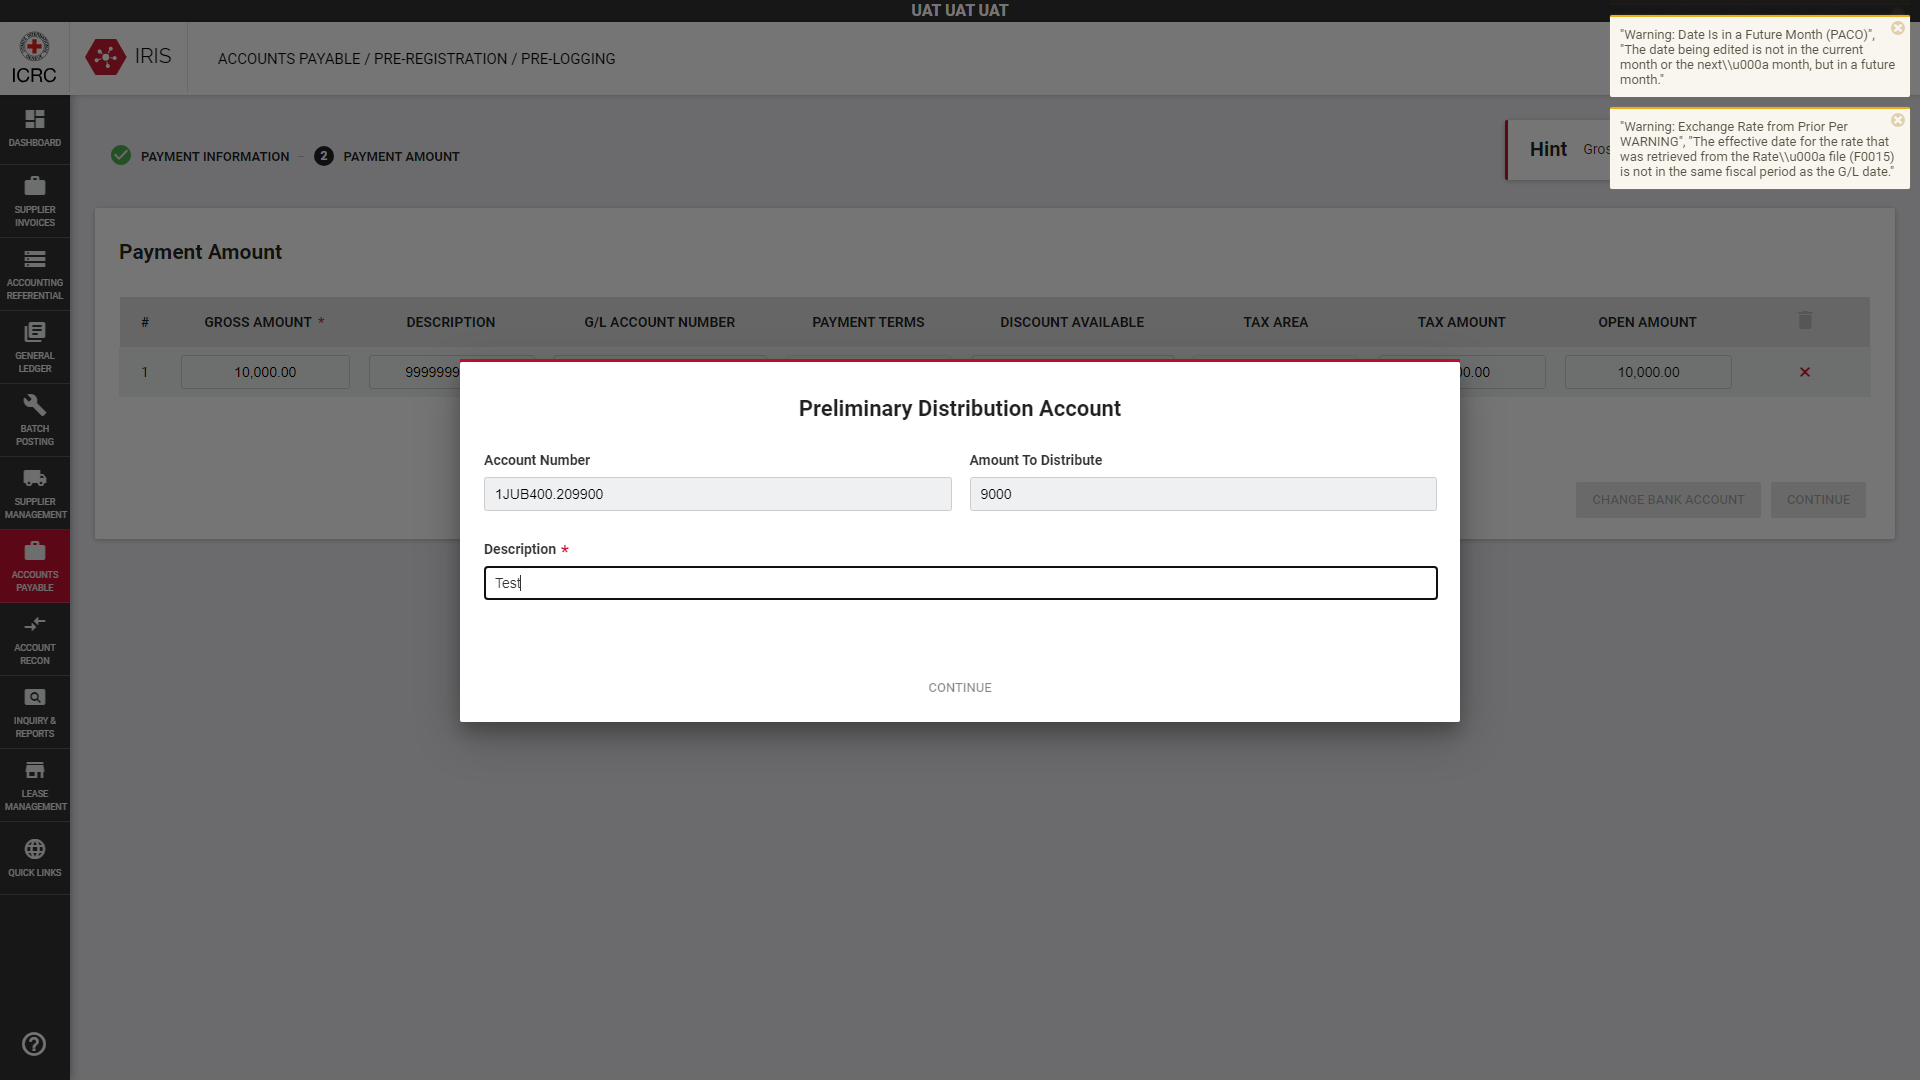 UAT UAT UAT
ICRC
IRIS
ACCOUNTS PAYABLE / PRE-REGISTRATION / PRE-LOGGING
"Warning: Date Is in a Future Month (PACO)",
"The date being edited is not in the current
month or the next\\u000a month, but in a future
month."
"Warning: Exchange Rate from Prior Per
WARNING", "The effective date for the rate that
was retrieved from the Rate\\u000a file (F0015)
is not in the same fiscal period as the G/L date."
DASHBOARD
SUPPLIER
INVOICES
ACCOUNTING
REFERENTIAL
GENERAL
LEDGER
BATCH
POSTING
SUPPLIER
MANAGEMENT
ACCOUNTS
PAYABLE
ACCOUNT
RECON
INQUIRY &
REPORTS
LEASE
MANAGEMENT
QUICK LINKS
PAYMENT INFORMATION
2 PAYMENT AMOUNT
Hint Gros
Payment Amount
# GROSS AMOUNT * DESCRIPTION G/L ACCOUNT NUMBER PAYMENT TERMS DISCOUNT AVAILABLE TAX AREA TAX AMOUNT OPEN AMOUNT
1 10,000.00 9999999 00.00 10,000.00
CHANGE BANK ACCOUNT CONTINUE
Preliminary Distribution Account
Account Number Amount To Distribute
1JUB400.209900 9000
Description *
Test
CONTINUE